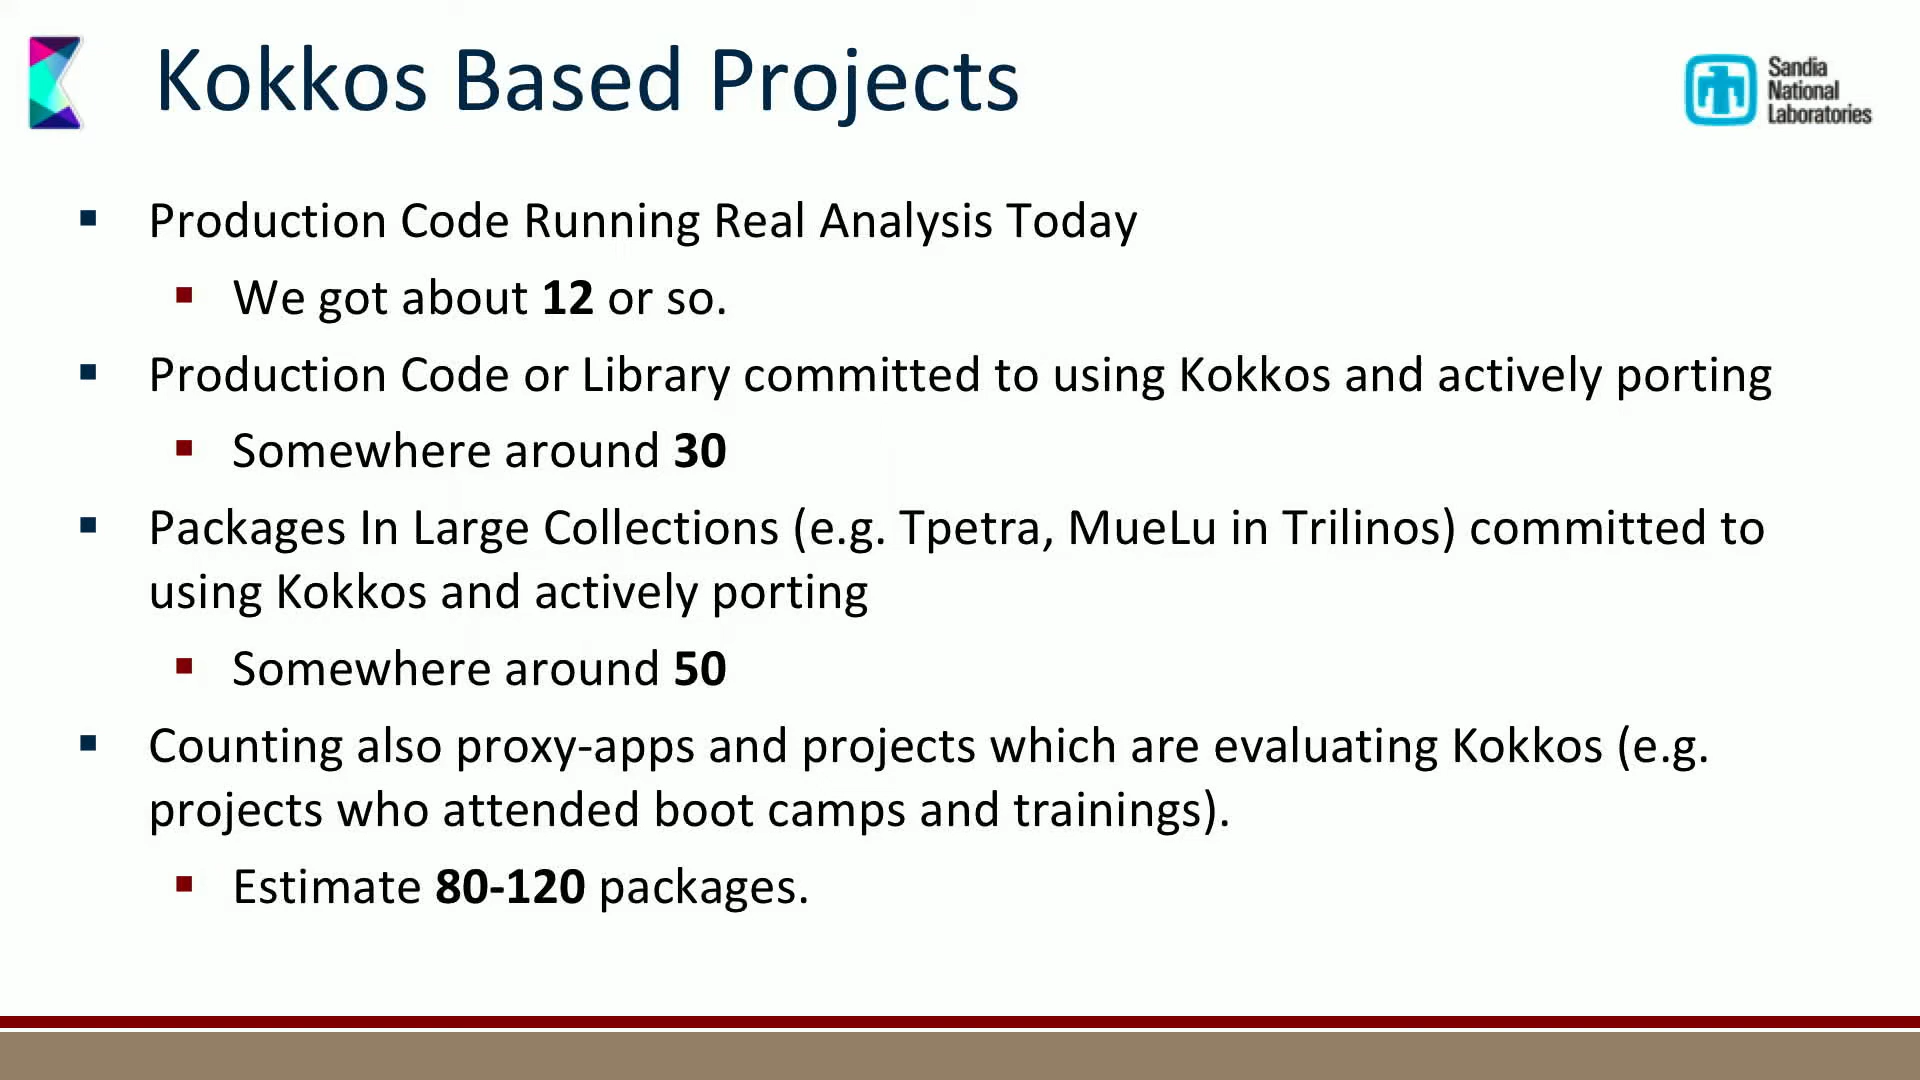 Kokkos Based Projects
Sandia
National
Laboratories
▪ Production Code Running Real Analysis Today
▪ We got about 12 or so.
▪ Production Code or Library committed to using Kokkos and actively porting
▪ Somewhere around 30
▪ Packages In Large Collections (e.g. Tpetra, MueLu in Trilinos) committed to
using Kokkos and actively porting
▪ Somewhere around 50
▪ Counting also proxy-apps and projects which are evaluating Kokkos (e.g.
projects who attended boot camps and trainings).
▪ Estimate 80-120 packages.